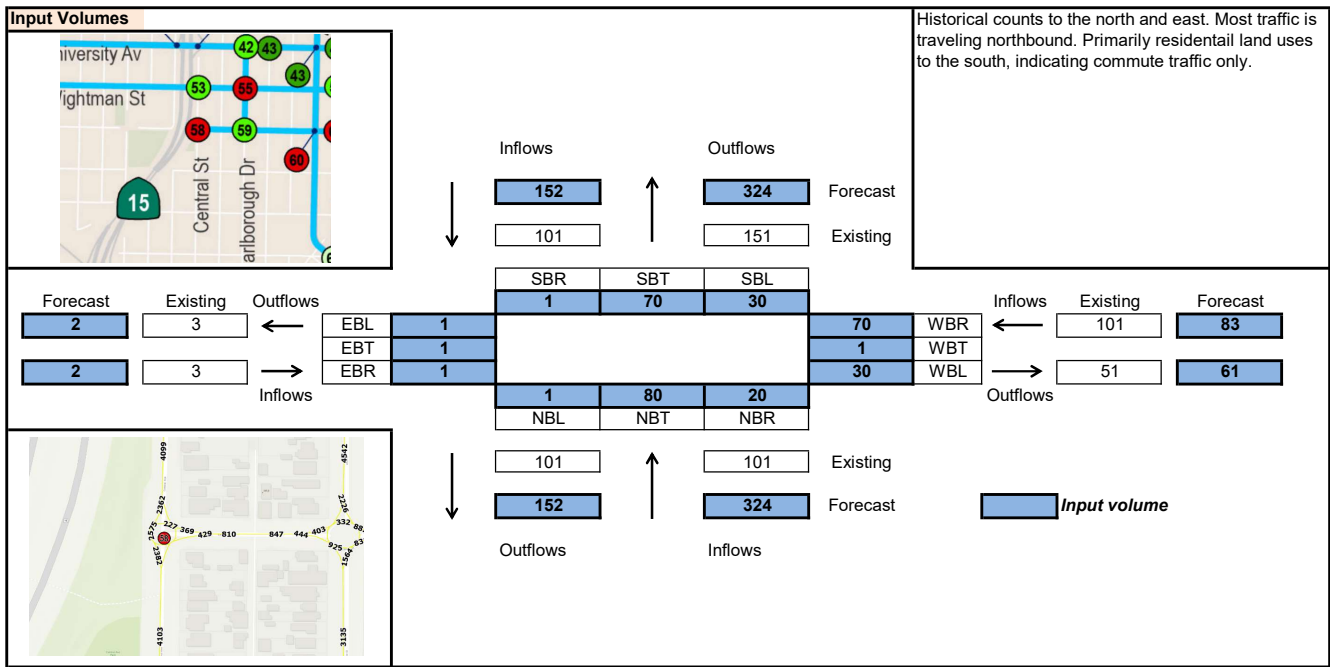 Input Volumes
Historical counts to the north and east. Most traffic is
traveling northbound. Primarily residentail land uses
to the south, indicating commute traffic only.
niversity Av
Vightman St
Central St
arlborough Dr
15
42 43
43
53 55
58 59
60
Inflows Outflows
152 324 Forecast
101 151 Existing
SBR SBT SBL
1 70 30
Forecast Existing Outflows
2 3 EBL 1
EBT 1
2 3 EBR 1
Inflows
Inflows Existing Forecast
70 WBR 101 83
1 WBT
30 WBL 51 61
Outflows
1 80 20
NBL NBT NBR
101 101 Existing
152 324 Forecast
Outflows Inflows
Input volume
4099 4542
2362 2226
2575 227 369 429 810 847 444 403 332
2382 925 1564
4103 3135